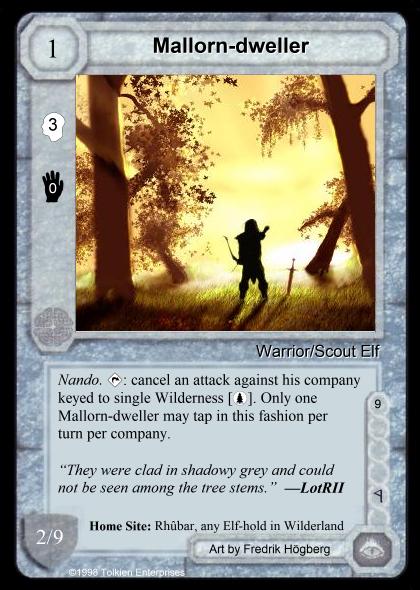 1
Mallorn-dweller
3
0
Warrior/Scout Elf
Nando. : cancel an attack against his company
keyed to single Wilderness [ ]. Only one
Mallorn-dweller may tap in this fashion per
turn per company.
9
“They were clad in shadowy grey and could
not be seen among the tree stems.” —LotRII
Home Site: Rhûbar, any Elf-hold in Wilderland
2/9
Art by Fredrik Högberg
©1998 Tolkien Enterprises